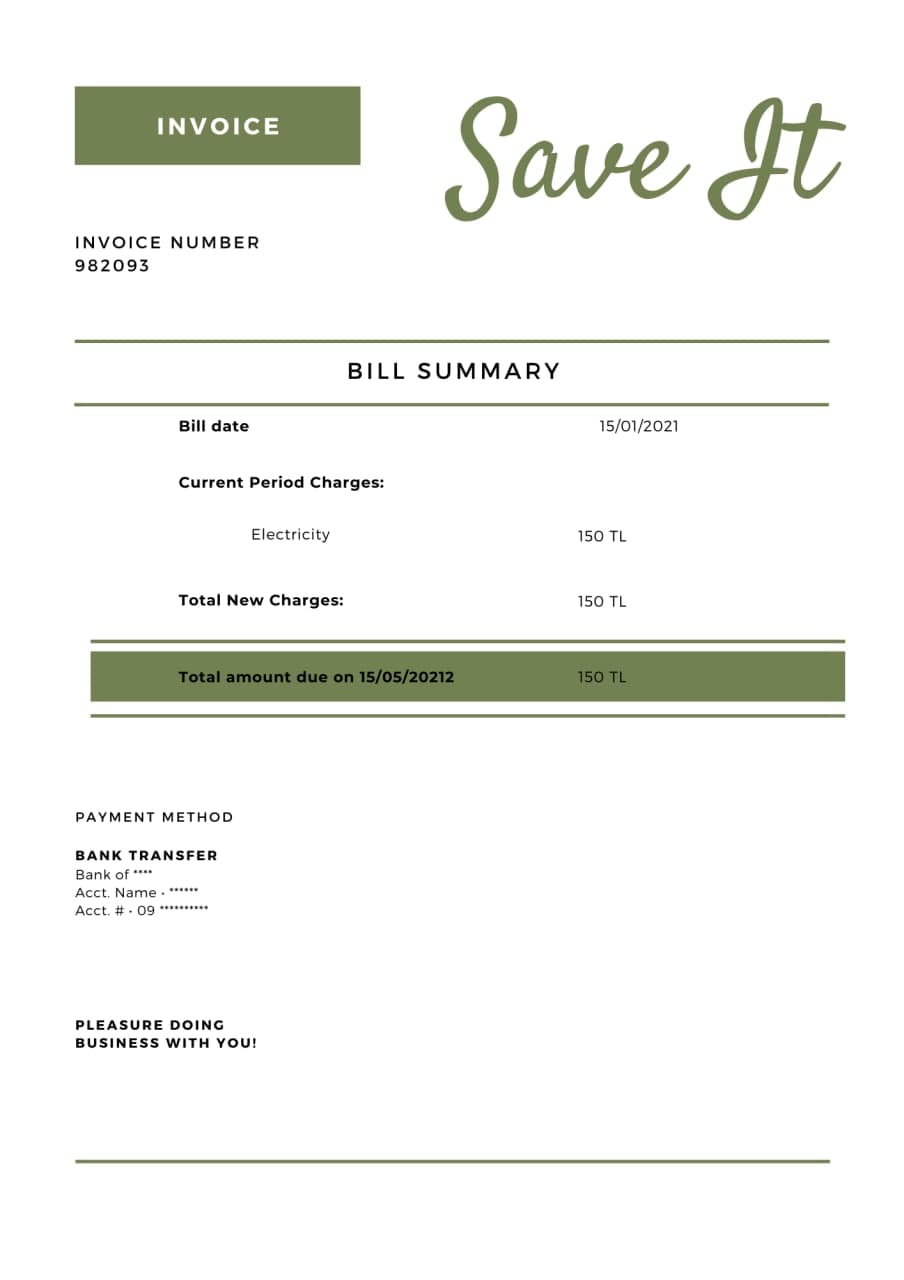 INVOICE
Save It
INVOICE NUMBER
982093
BILL SUMMARY
Bill date 15/01/2021
Current Period Charges:
Electricity 150 TL
Total New Charges: 150 TL
Total amount due on 15/05/20212 150 TL
PAYMENT METHOD
BANK TRANSFER
Bank of ****
Acct. Name • ******
Acct. # • 09 **********
PLEASURE DOING
BUSINESS WITH YOU!